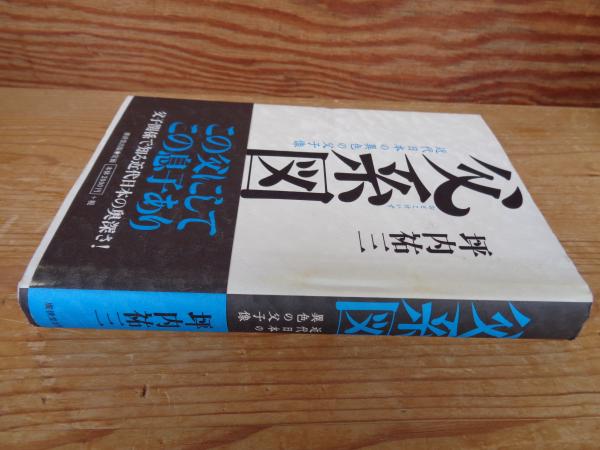 父系図
近代日本の異色の父子像
坪内祐三
この父にして
この息子あり
父子関係で知る近代日本の奥深さ!
父系図
近代日本の
異色の父子像
坪内祐三